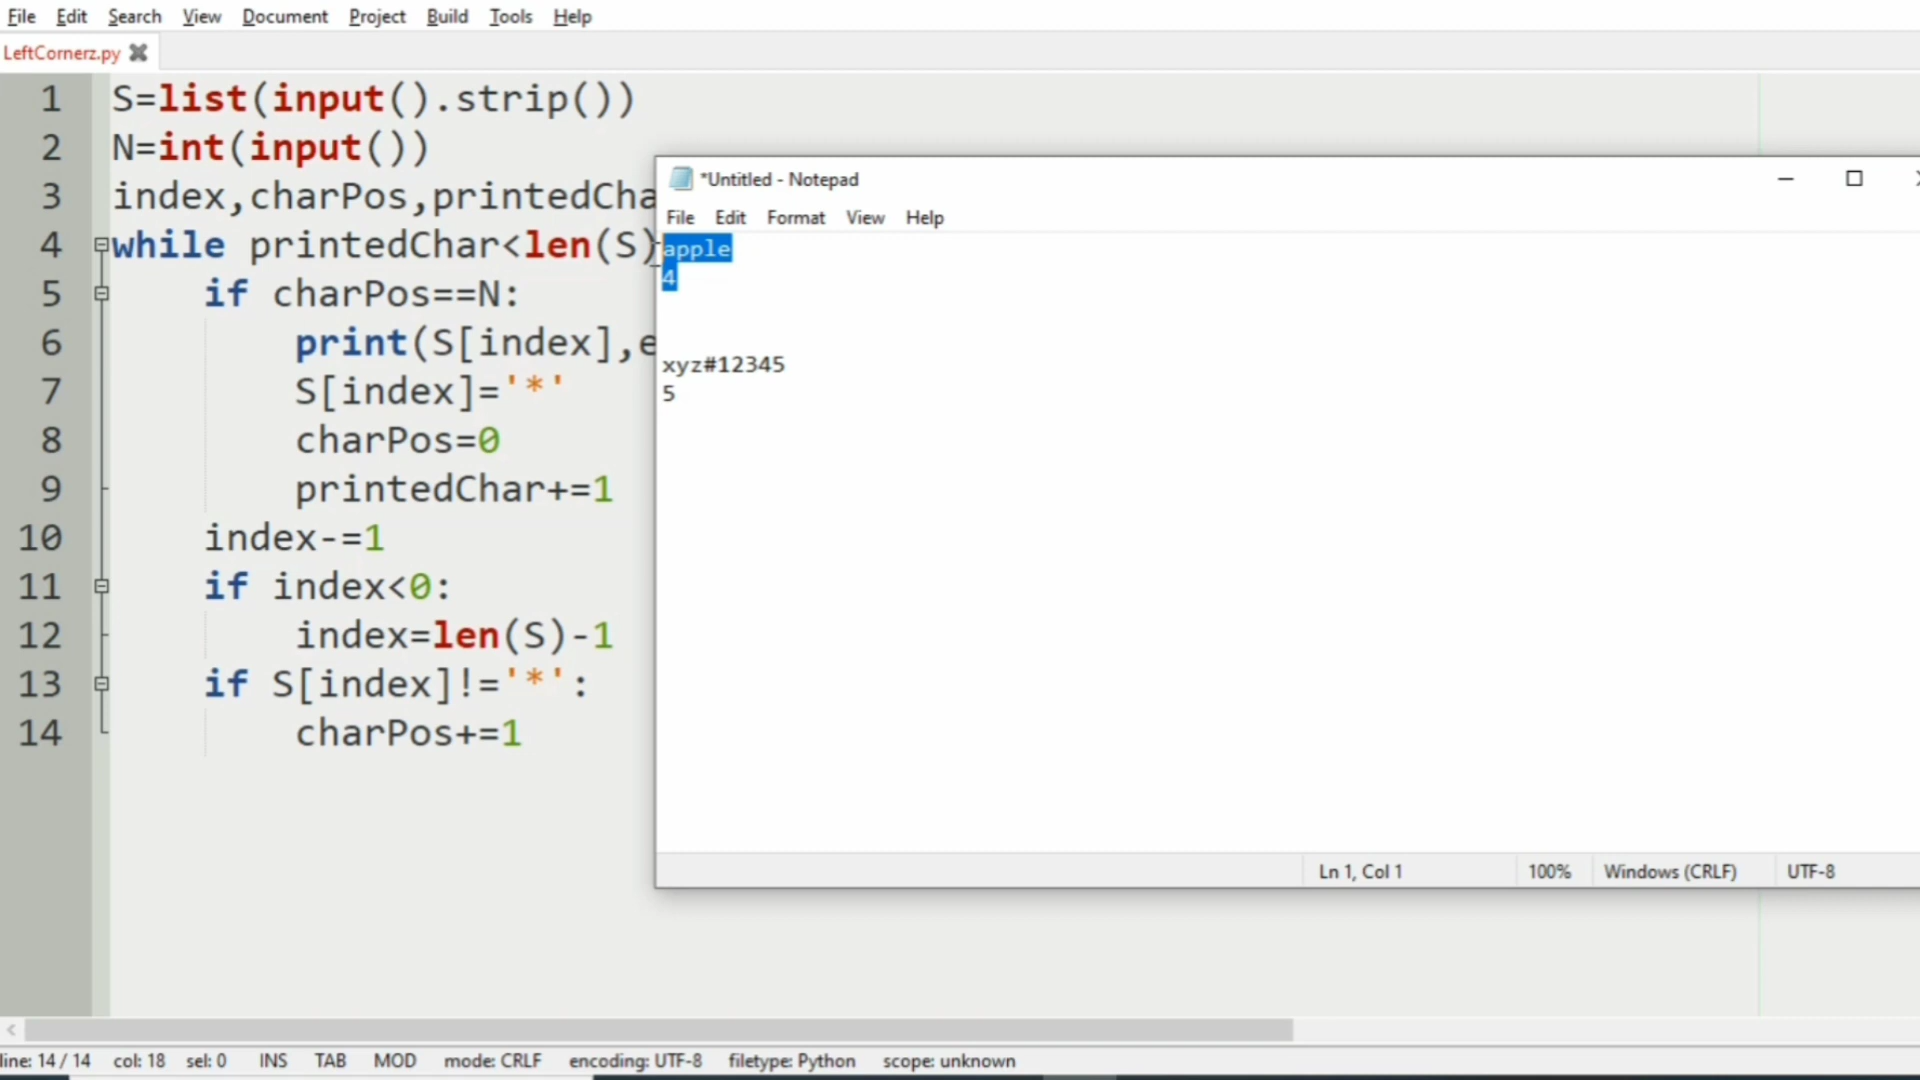 File Edit Search View Document Project Build Tools Help
LeftCornerz.py
1 S=list(input().strip())
2 N=int(input())
3 index,charPos,printedCha
4 while printedChar<len(S)
5 if charPos==N:
6 print(S[index],e
7 S[index]='*'
8 charPos=0
9 printedChar+=1
10 index-=1
11 if index<0:
12 index=len(S)-1
13 if S[index]!='*':
14 charPos+=1
*Untitled - Notepad
File Edit Format View Help
apple
4
xyz#12345
5
Ln 1, Col 1 100% Windows (CRLF) UTF-8
line: 14 / 14 col: 18 sel: 0 INS TAB MOD mode: CRLF encoding: UTF-8 filetype: Python scope: unknown